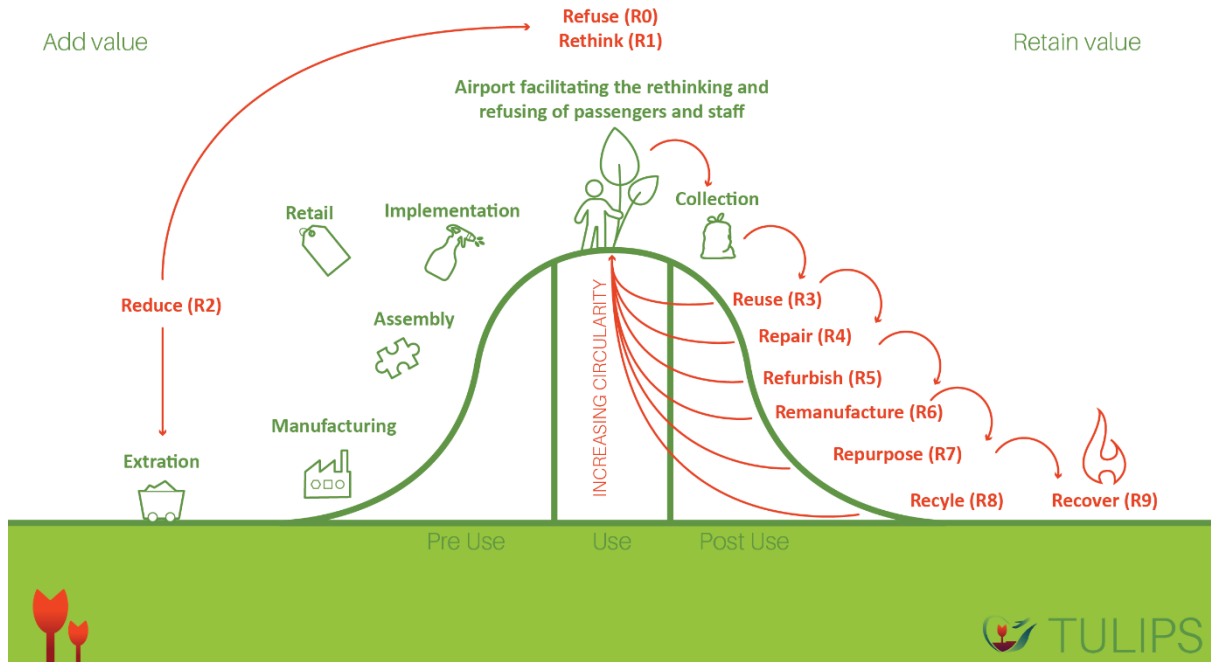 Refuse (R0)
Rethink (R1)
Add value
Retain value
Airport facilitating the rethinking and
refusing of passengers and staff
Collection
Retail
Implementation
Reduce (R2)
Assembly
Manufacturing
Extration
INCREASING CIRCULARITY
Reuse (R3)
Repair (R4)
Refurbish (R5)
Remanufacture (R6)
Repurpose (R7)
Recyle (R8)
Recover (R9)
Pre Use
Use
Post Use
TULIPS